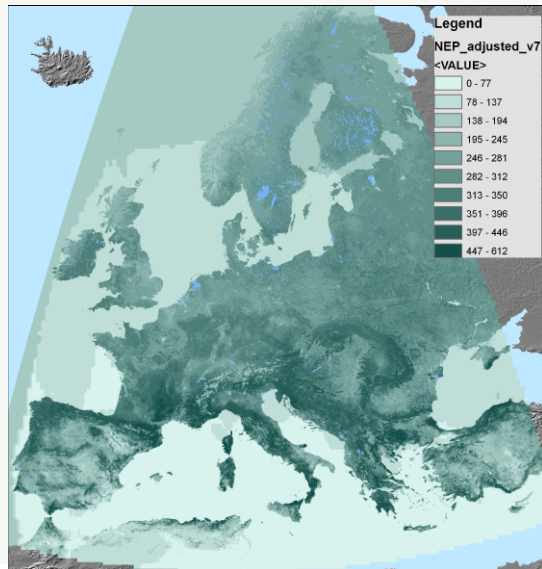 Legend
NEP_adjusted_v7
<VALUE>
0 - 77
78 - 137
138 - 194
195 - 245
246 - 281
282 - 312
313 - 350
351 - 396
397 - 446
447 - 612